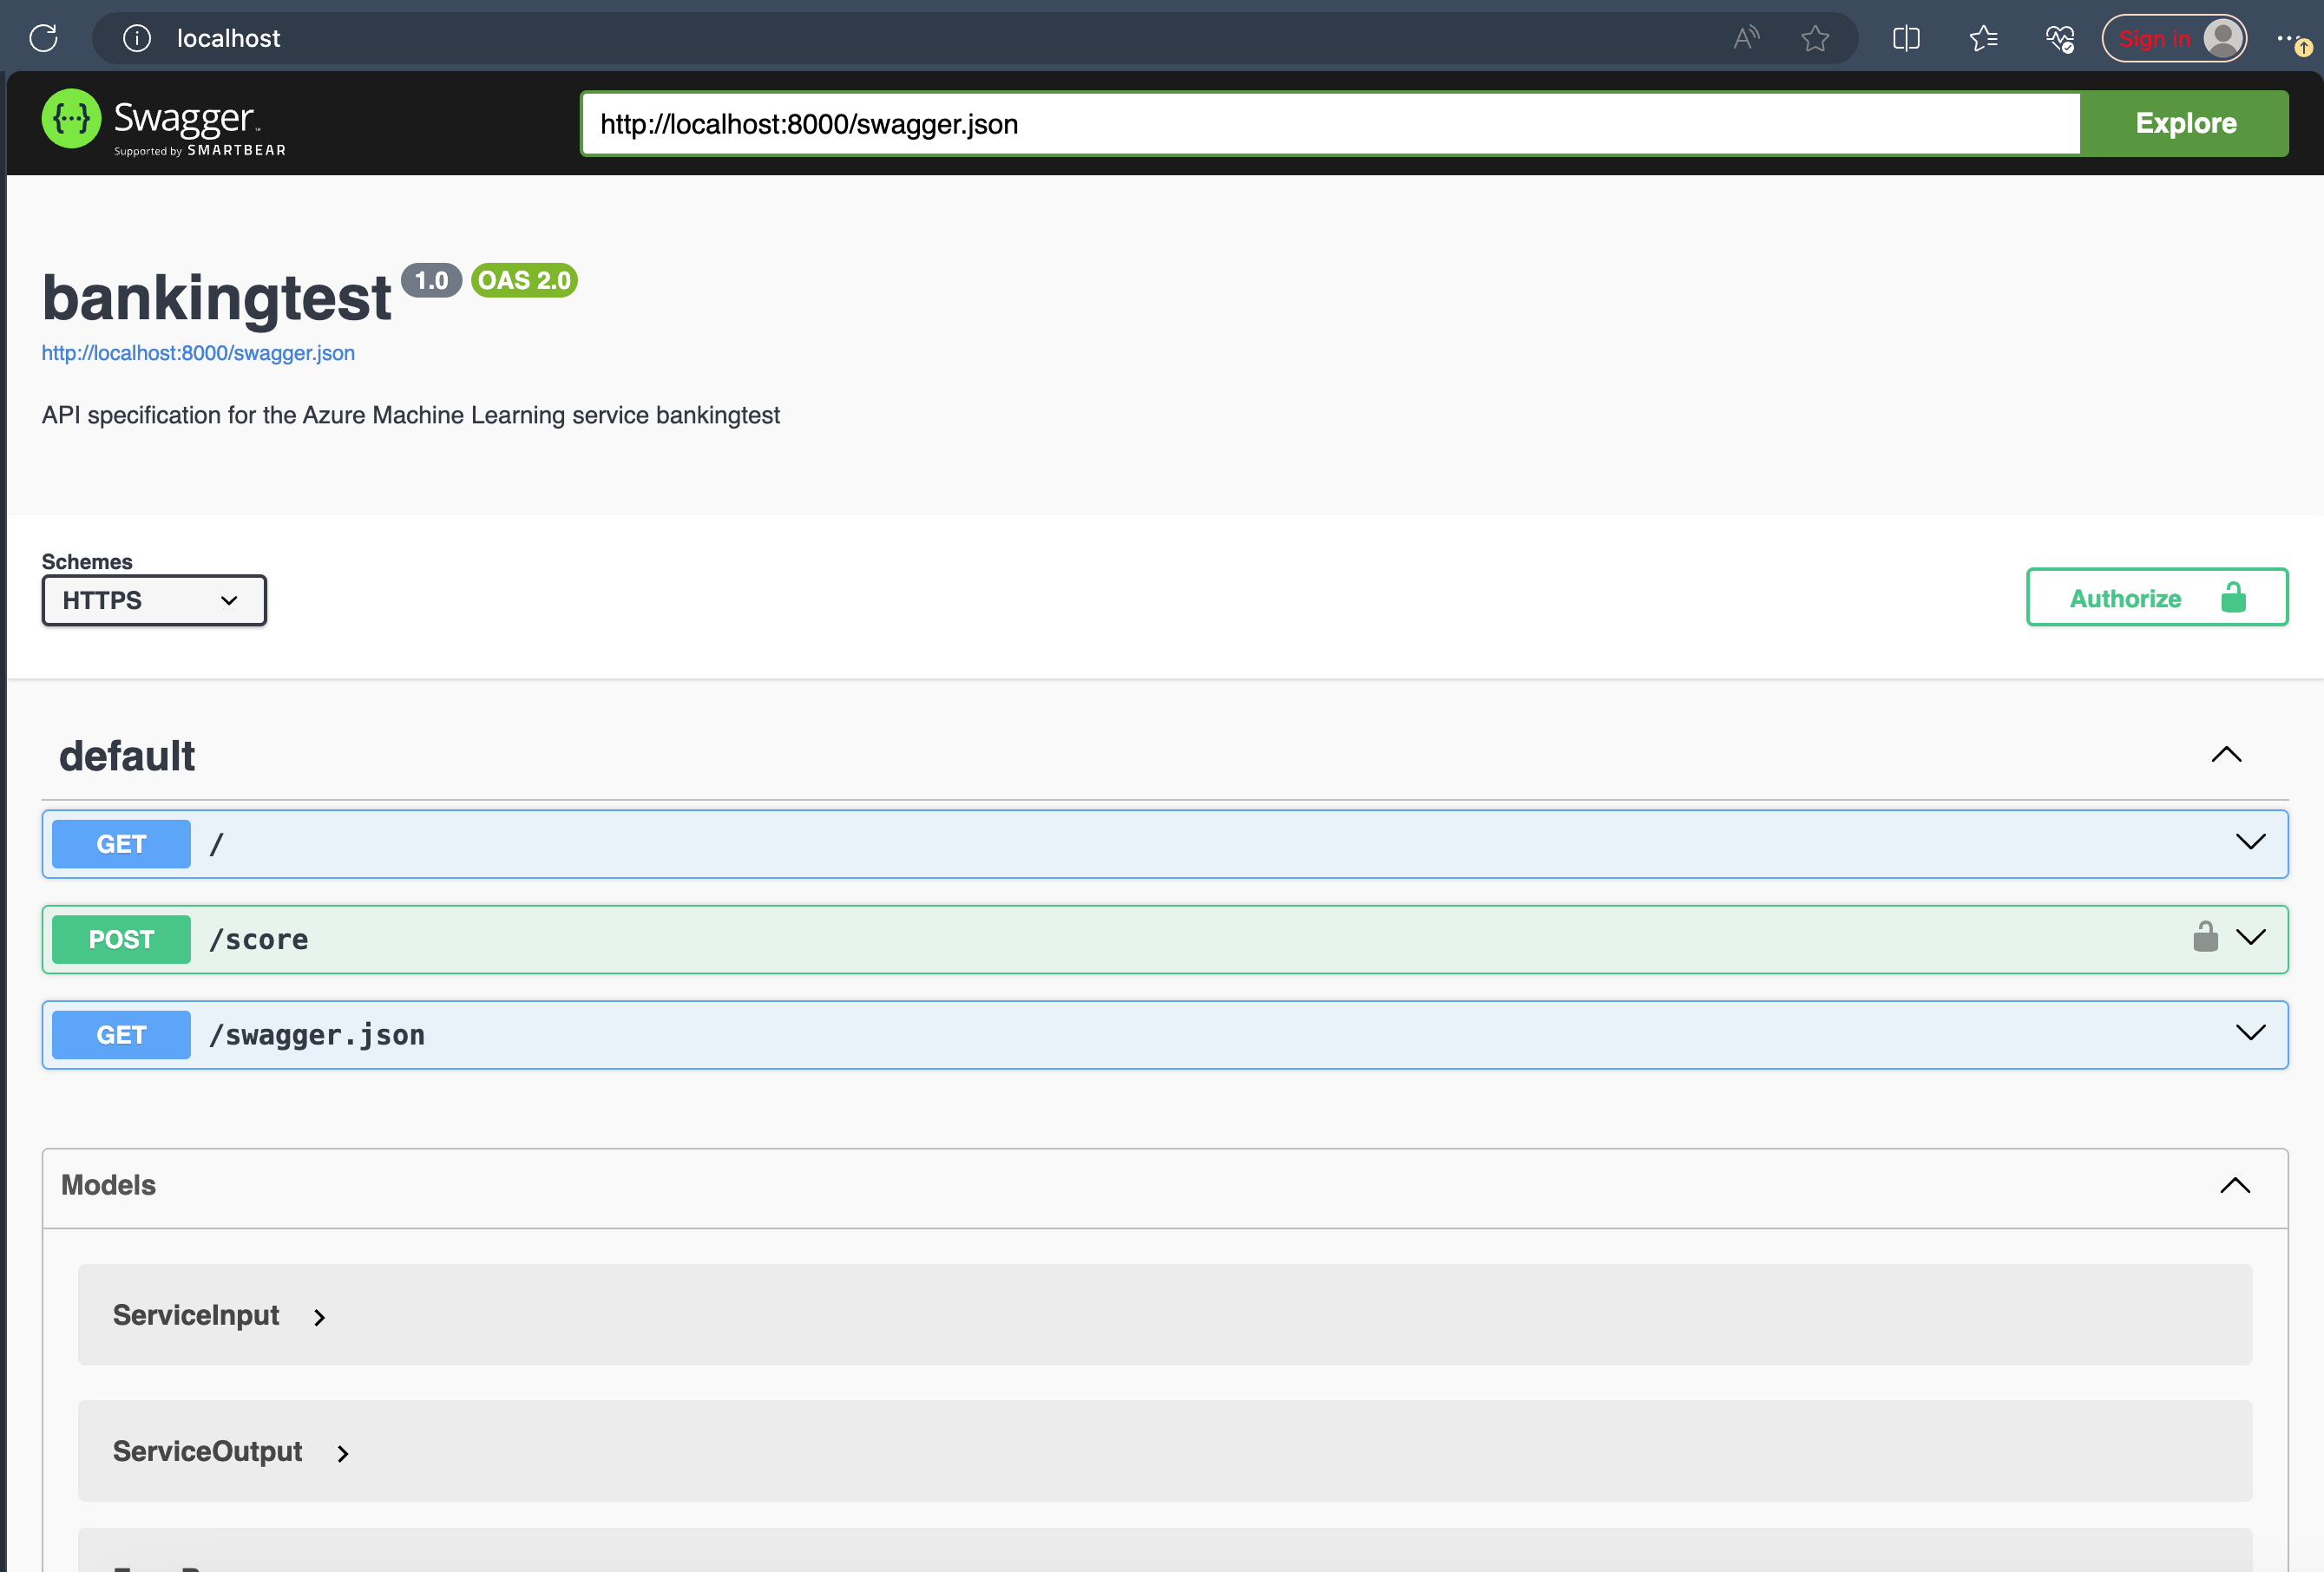 localhost
Sign in
Swagger™
Supported by SMARTBEAR
http://localhost:8000/swagger.json
Explore
bankingtest 1.0 OAS 2.0
http://localhost:8000/swagger.json
API specification for the Azure Machine Learning service bankingtest
Schemes
HTTPS
Authorize
default
GET /
POST /score
GET /swagger.json
Models
ServiceInput
ServiceOutput